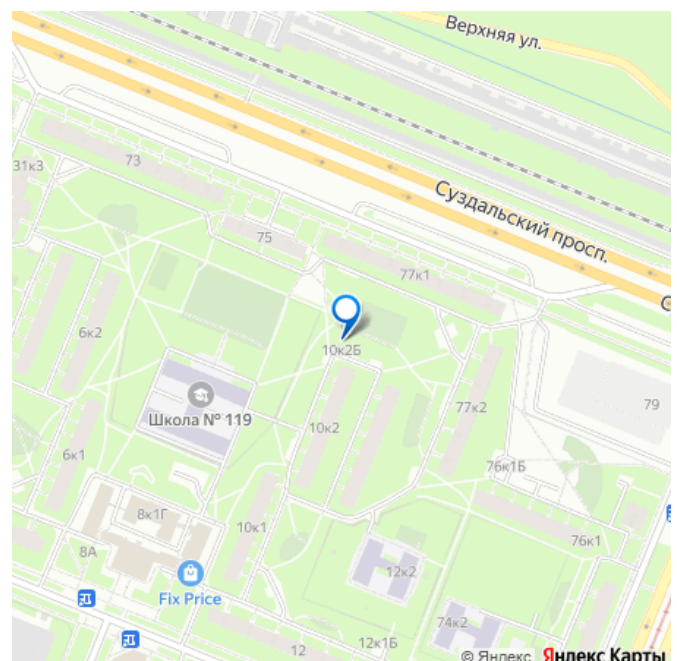 Верхняя ул.
73
31к3
Суздальский просп.
75
77к1
С
6к2
10к2Б
79
Школа № 119
77к2
10к2
6к1
76к1Б
8к1Г
10к1
76к1
8А
12к2
Fix Price
74к2
12к1Б
12
© Яндекс Яндекс Карты